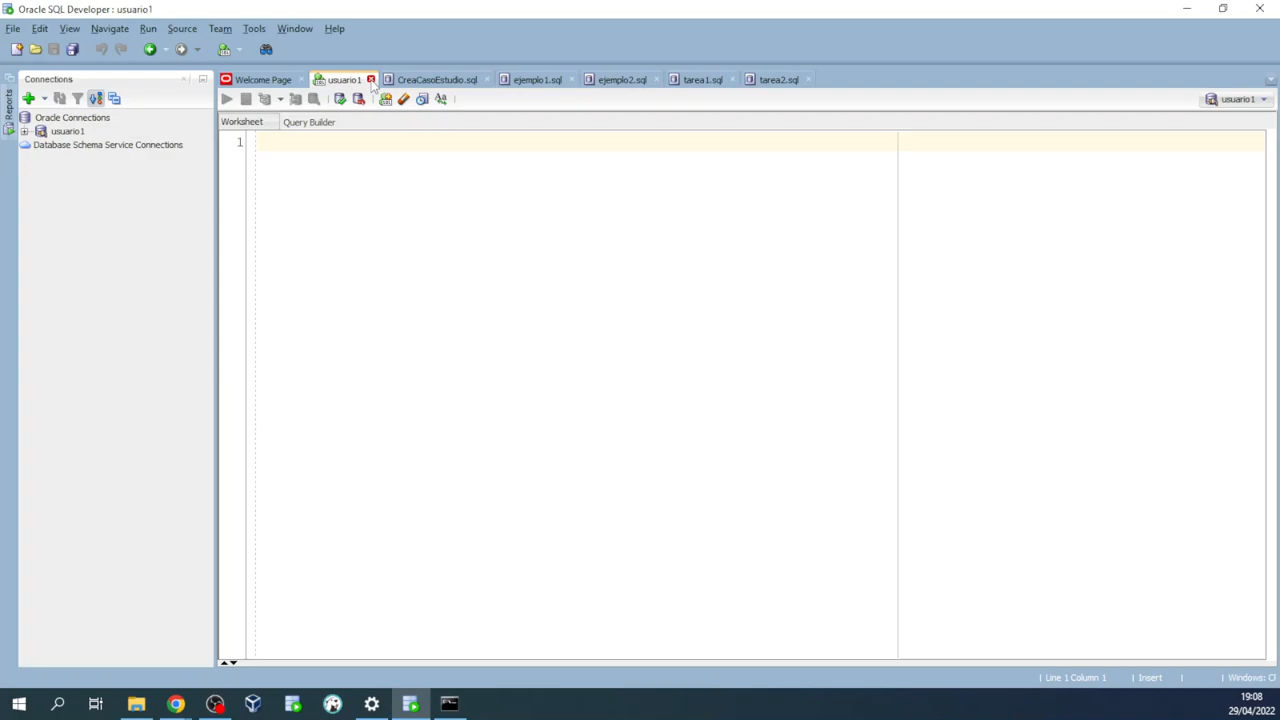 Oracle SQL Developer : usuario1
File Edit View Navigate Run Source Team Tools Window Help
Connections
Welcome Page usuario1 CreaCasoEstudio.sql ejemplo1.sql ejemplo2.sql tarea1.sql tarea2.sql
usuario1
Reports
Oracle Connections
usuario1
Database Schema Service Connections
Worksheet Query Builder
1
Line 1 Column 1 Insert Windows: C
19:08
29/04/2022